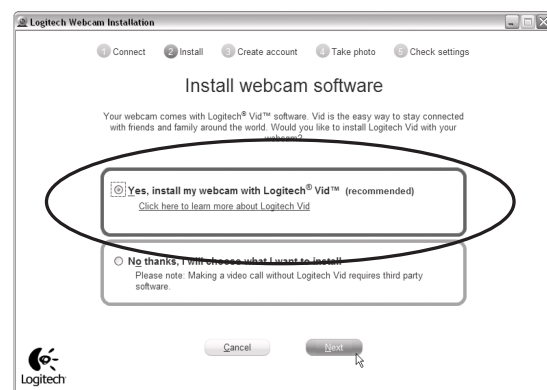 Logitech Webcam Installation
1 Connect 2 Install 3 Create account 4 Take photo 5 Check settings
Install webcam software
Your webcam comes with Logitech® Vid™ software. Vid is the easy way to stay connected
with friends and family around the world. Would you like to install Logitech Vid with your
webcam?
Yes, install my webcam with Logitech® Vid™ (recommended)
Click here to learn more about Logitech Vid
No thanks, I will choose what I want to install
Please note: Making a video call without Logitech Vid requires third party
software.
Cancel Next
Logitech